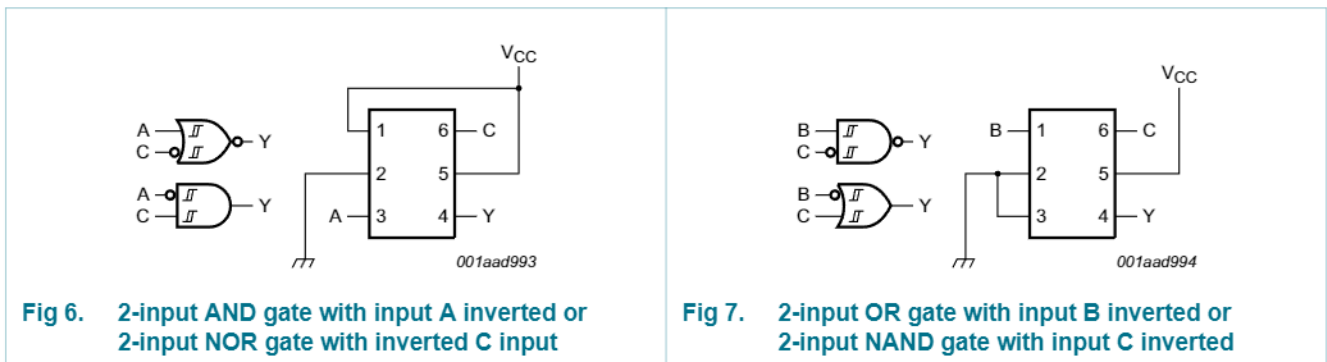 VCC
A
C
Y
A
C
Y
1 6 C
2 5
A 3 4 Y
001aad993
Fig 6. 2-input AND gate with input A inverted or
2-input NOR gate with inverted C input
VCC
B
C
Y
B
C
Y
B 1 6 C
2 5
3 4 Y
001aad994
Fig 7. 2-input OR gate with input B inverted or
2-input NAND gate with input C inverted